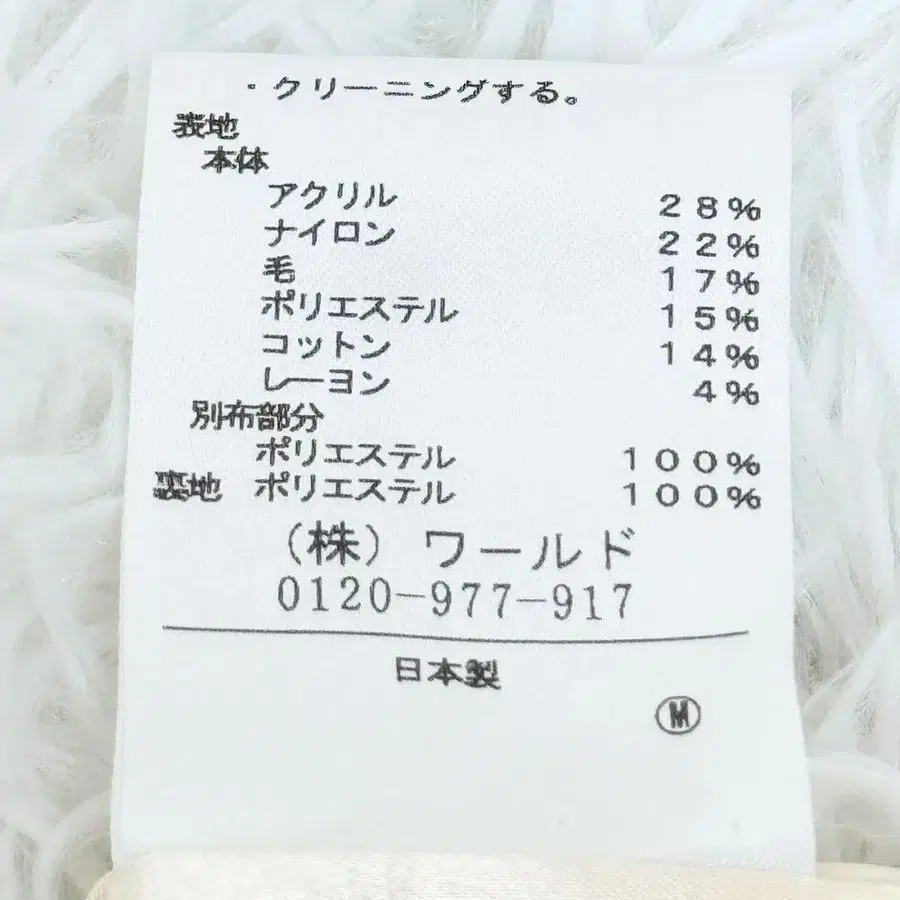 ・クリーニングする。
表地
本体
アクリル 28%
ナイロン 22%
毛 17%
ポリエステル 15%
コットン 14%
レーヨン 4%
別布部分
ポリエステル 100%
裏地 ポリエステル 100%
（株）ワールド
0120-977-917
日本製
Ⓜ